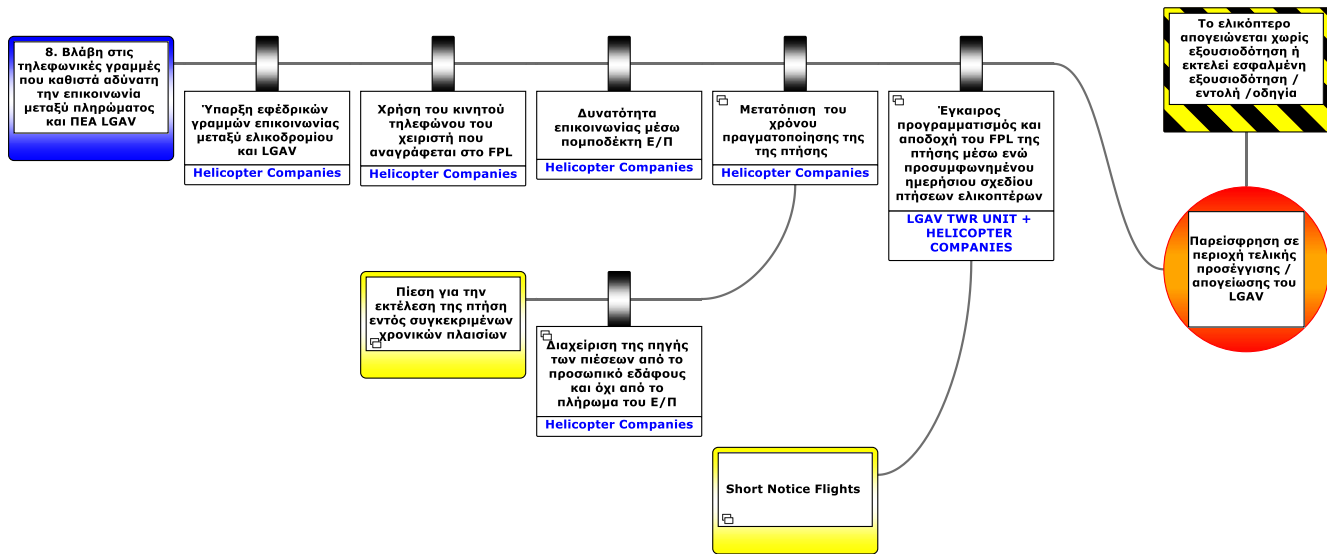 8. Βλάβη στις
τηλεφωνικές γραμμές
που καθιστά αδύνατη
την επικοινωνία
μεταξύ πληρώματος
και ΠΕΑ LGAV
Ύπαρξη εφέδρικών
γραμμών επικοινωνίας
μεταξύ ελικοδρομίου
και LGAV
Helicopter Companies
Χρήση του κινητού
τηλεφώνου του
χειριστή που
αναγράφεται στο FPL
Helicopter Companies
Δυνατότητα
επικοινωνίας μέσω
πομποδέκτη Ε/Π
Helicopter Companies
Μετατόπιση του
χρόνου
πραγματοποίησης της
της πτήσης
Helicopter Companies
Έγκαιρος
προγραμματισμός και
αποδοχή του FPL της
πτήσης μέσω ενώ
προσυμφωνημένου
ημερήσιου σχεδίου
πτήσεων ελικοπτέρων
LGAV TWR UNIT +
HELICOPTER
COMPANIES
Το ελικόπτερο
απογειώνεται χωρίς
εξουσιοδότηση ή
εκτελεί εσφαλμένη
εξουσιοδότηση /
εντολή /οδηγία
Παρείσφρηση σε
περιοχή τελικής
προσέγγισης /
απογείωσης του
LGAV
Πίεση για την
εκτέλεση της πτήση
εντός συγκεκριμένων
χρονικών πλαισίων
Διαχείριση της πηγής
των πιέσεων από το
προσωπικό εδάφους
και όχι από το
πλήρωμα του Ε/Π
Helicopter Companies
Short Notice Flights